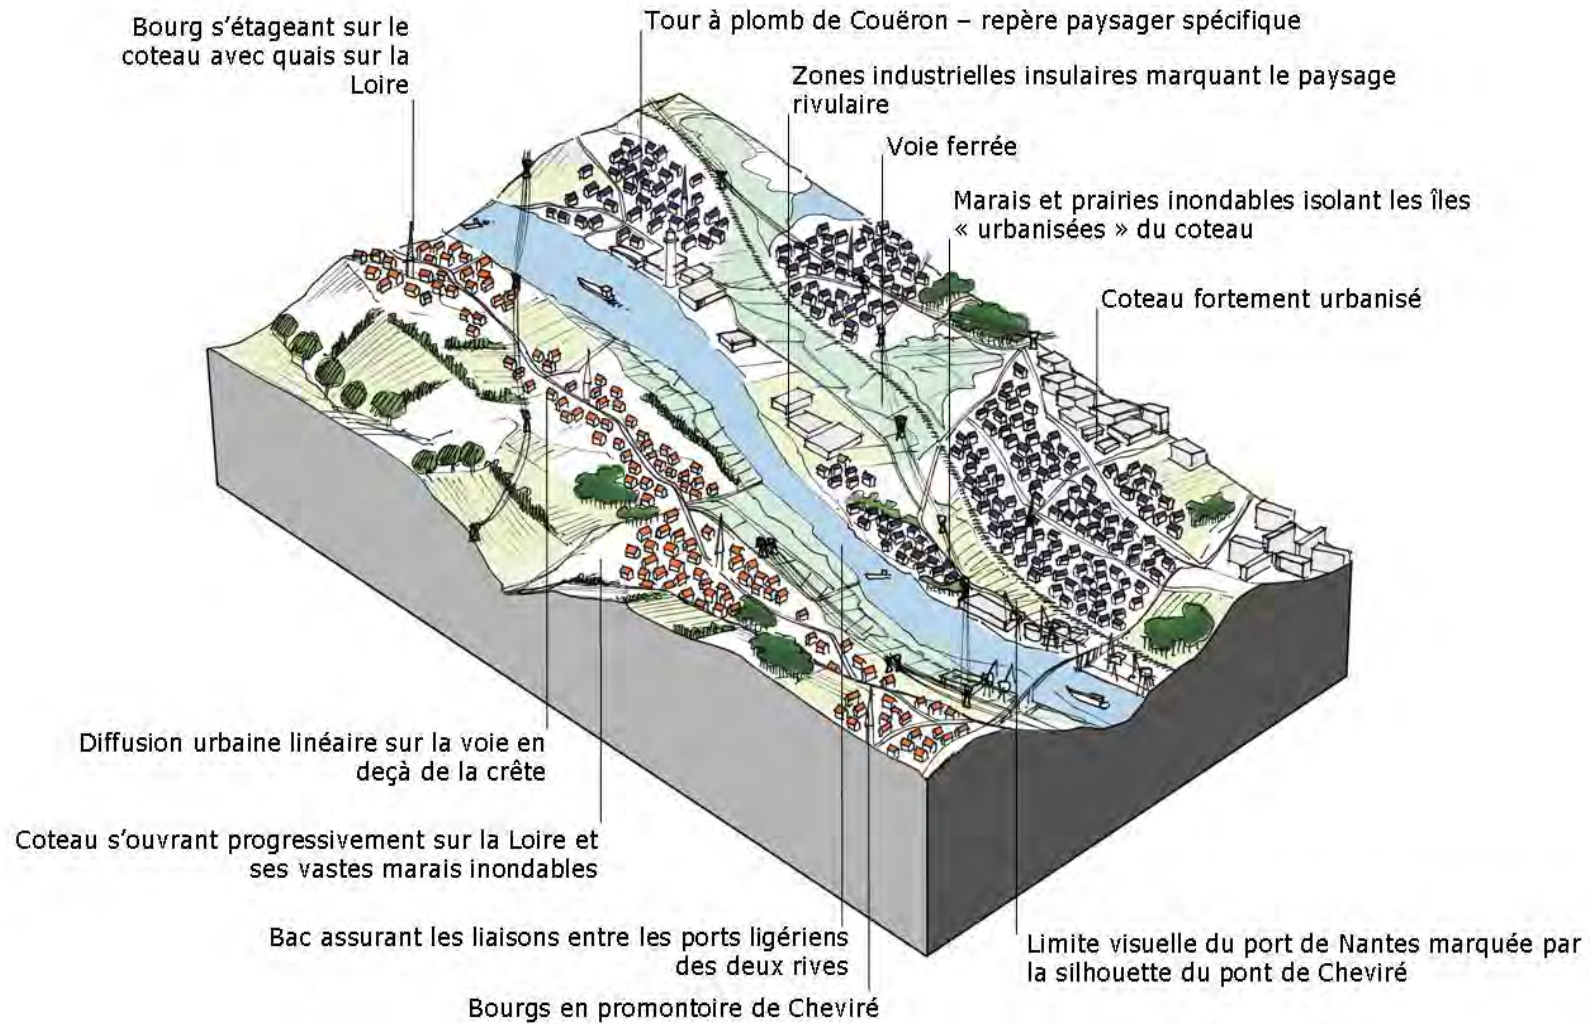 Bourg s’étageant sur le
coteau avec quais sur la
Loire
Tour à plomb de Couëron – repère paysager spécifique
Zones industrielles insulaires marquant le paysage
rivulaire
Voie ferrée
Marais et prairies inondables isolant les îles
« urbanisées » du coteau
Coteau fortement urbanisé
Diffusion urbaine linéaire sur la voie en
deçà de la crête
Coteau s’ouvrant progressivement sur la Loire et
ses vastes marais inondables
Bac assurant les liaisons entre les ports ligériens
des deux rives
Bourgs en promontoire de Cheviré
Limite visuelle du port de Nantes marquée par
la silhouette du pont de Cheviré